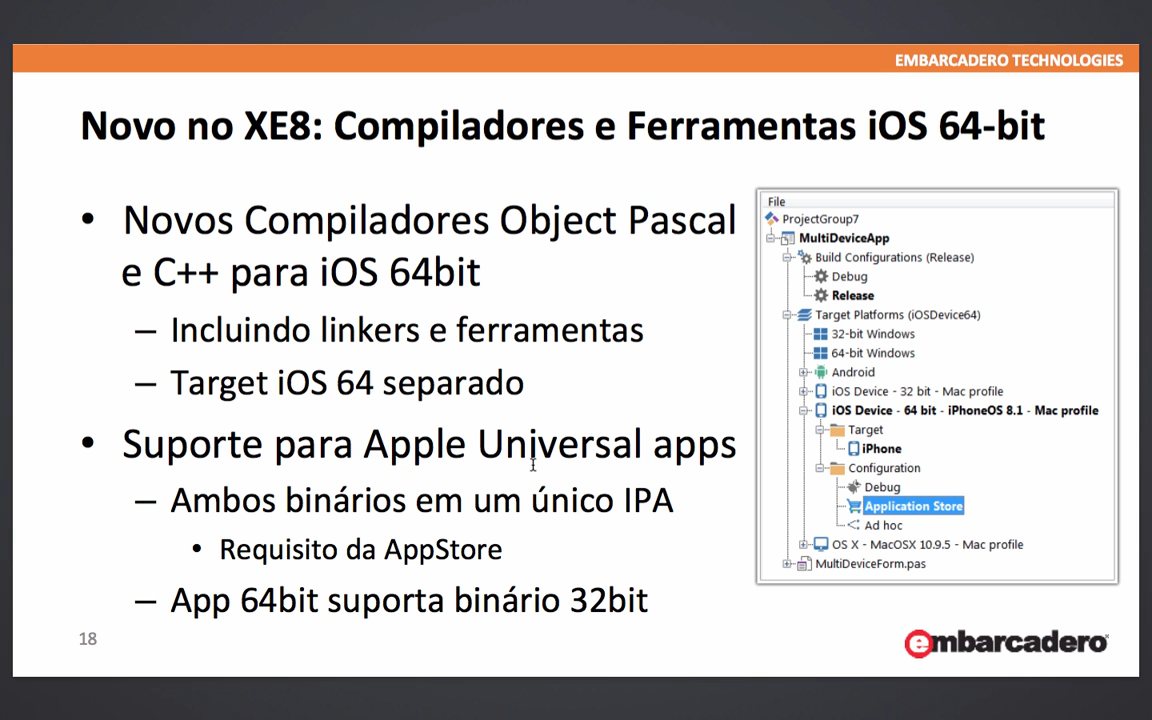 EMBARCADERO TECHNOLOGIES
Novo no XE8: Compiladores e Ferramentas iOS 64-bit
• Novos Compiladores Object Pascal
e C++ para iOS 64bit
– Incluindo linkers e ferramentas
– Target iOS 64 separado
• Suporte para Apple Universal apps
– Ambos binários em um único IPA
• Requisito da AppStore
– App 64bit suporta binário 32bit
File
ProjectGroup7
MultiDeviceApp
Build Configurations (Release)
Debug
Release
Target Platforms (iOSDevice64)
32-bit Windows
64-bit Windows
Android
iOS Device - 32 bit - Mac profile
iOS Device - 64 bit - iPhoneOS 8.1 - Mac profile
Target
iPhone
Configuration
Debug
Application Store
Ad hoc
OS X - MacOSX 10.9.5 - Mac profile
MultiDeviceForm.pas
18
embarcadero